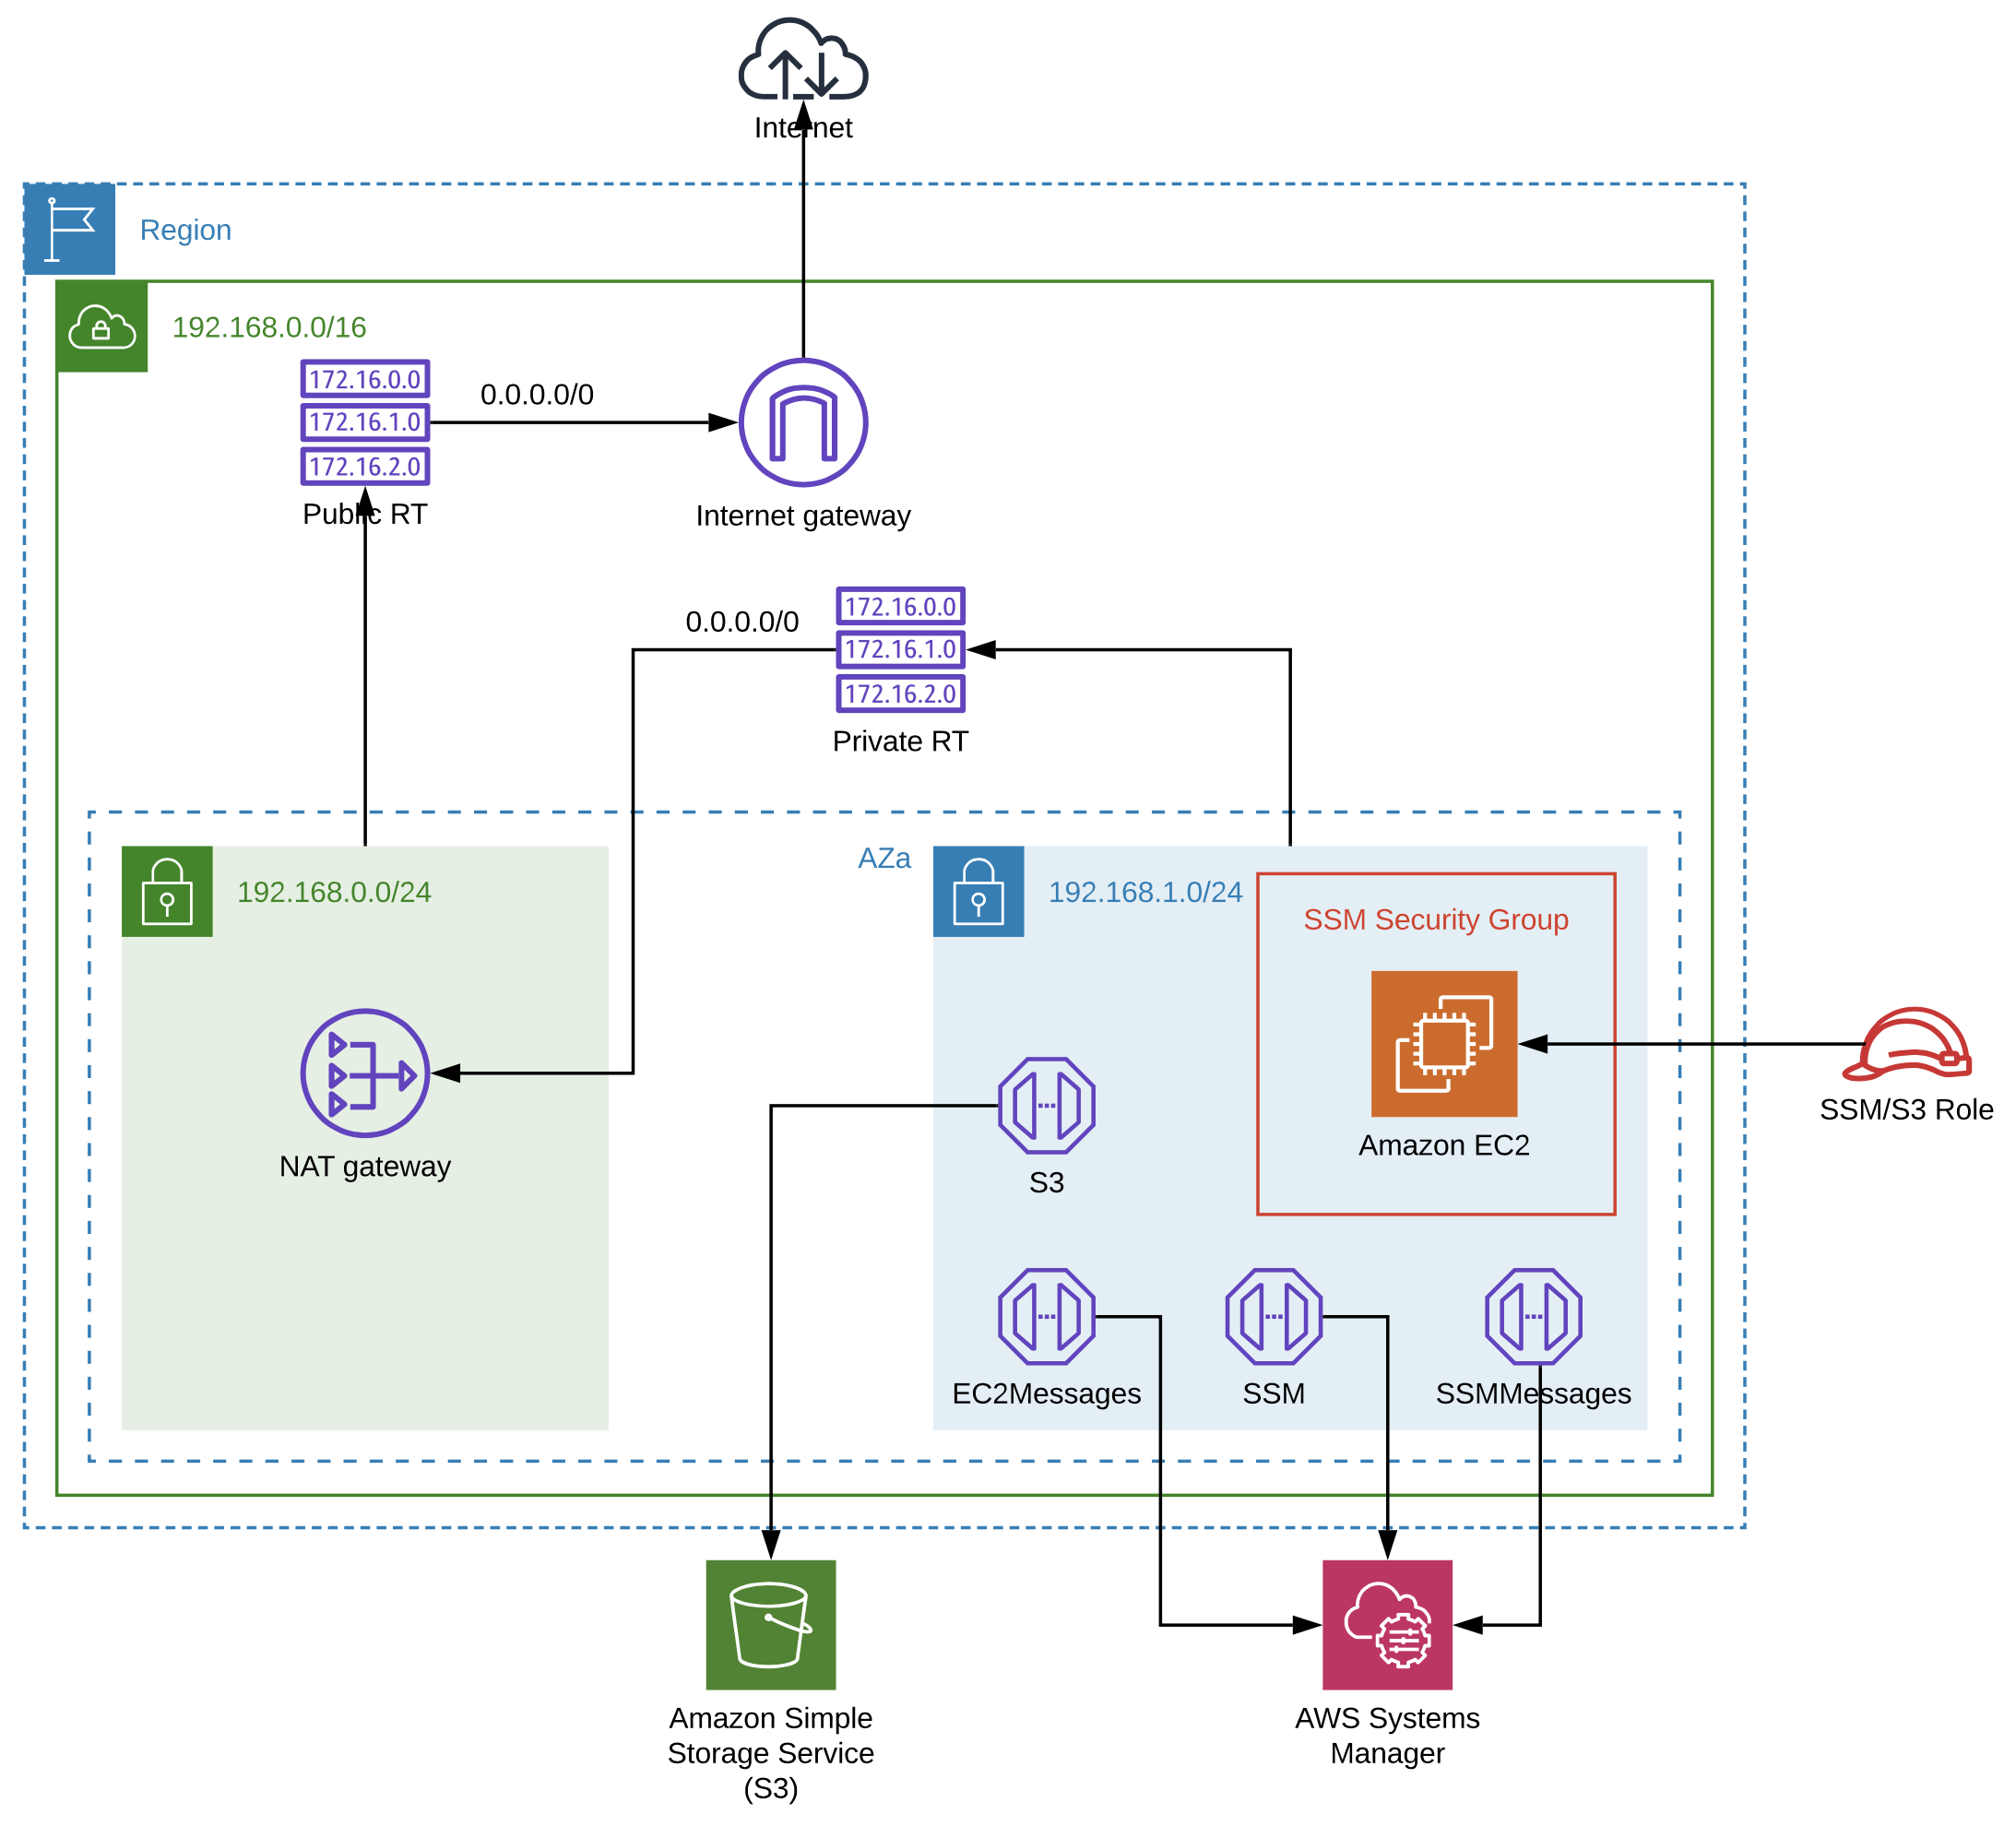 Internet
Region
192.168.0.0/16
172.16.0.0
172.16.1.0
172.16.2.0
Public RT
0.0.0.0/0
Internet gateway
0.0.0.0/0
172.16.0.0
172.16.1.0
172.16.2.0
Private RT
AZa
192.168.0.0/24
NAT gateway
192.168.1.0/24
SSM Security Group
Amazon EC2
SSM/S3 Role
S3
EC2Messages
SSM
SSMMessages
Amazon Simple
Storage Service
(S3)
AWS Systems
Manager